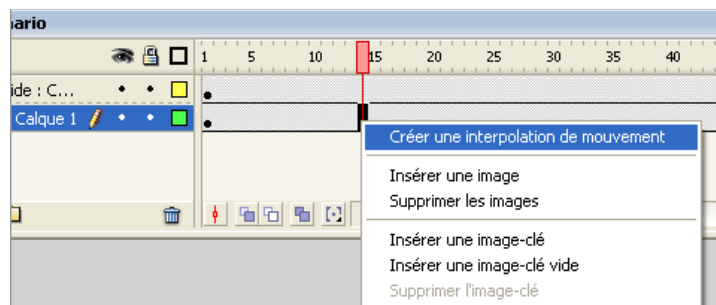 ario
1 5 10 15 20 25 30 35 40
ide : C...
Calque 1
Créer une interpolation de mouvement
Insérer une image
Supprimer les images
Insérer une image-clé
Insérer une image-clé vide
Supprimer l'image-clé